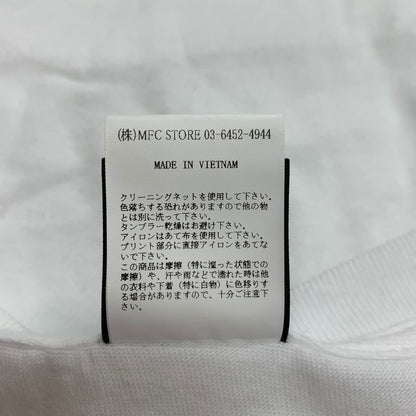 (株)MFC STORE 03-6452-4944
MADE IN VIETNAM
クリーニングネットを使用して下さい。
色落ちする恐れがありますので他の物
とは別に洗って下さい。
タンブラー乾燥はお避け下さい。
アイロンはあて布を使用して下さい。
プリント部分に直接アイロンをあてな
いで下さい。
この商品は摩擦（特に湿った状態での
摩擦）や、汗や雨などで濡れた時は他
の衣料や下着（特に白物）に色移りす
る場合がありますので、十分ご注意下
さい。